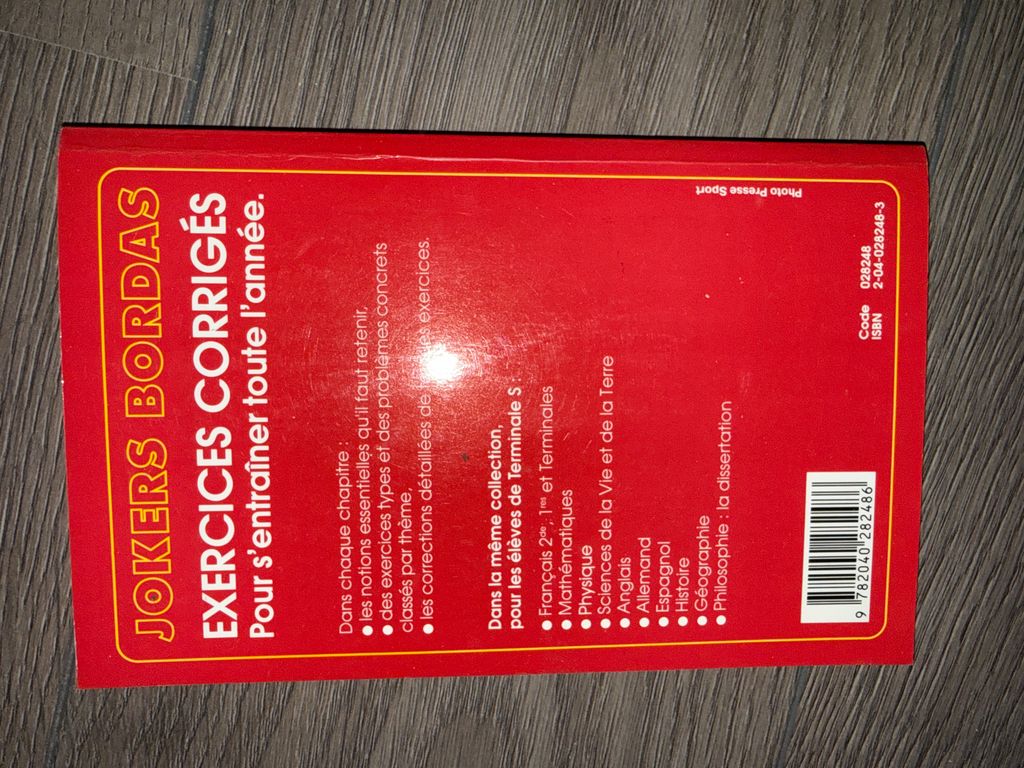 JOKERS BORDAS
EXERCICES CORRIGÉS
Pour s'entraîner toute l'année.
Dans chaque chapitre :
● les notions essentielles qu'il faut retenir,
● des exercices types et des problèmes concrets
classés par thème,
● les corrections détaillées de exercices.
Dans la même collection,
pour les élèves de Terminale S
● Français 2de, 1res et Terminales
● Mathématiques
● Physique
● Sciences de la Vie et de la Terre
● Anglais
● Allemand
● Espagnol
● Histoire
● Géographie
● Philosophie : la dissertation
Photo Presse Sport
Code 028248
ISBN 2-04-028248-3
9 782040 282486